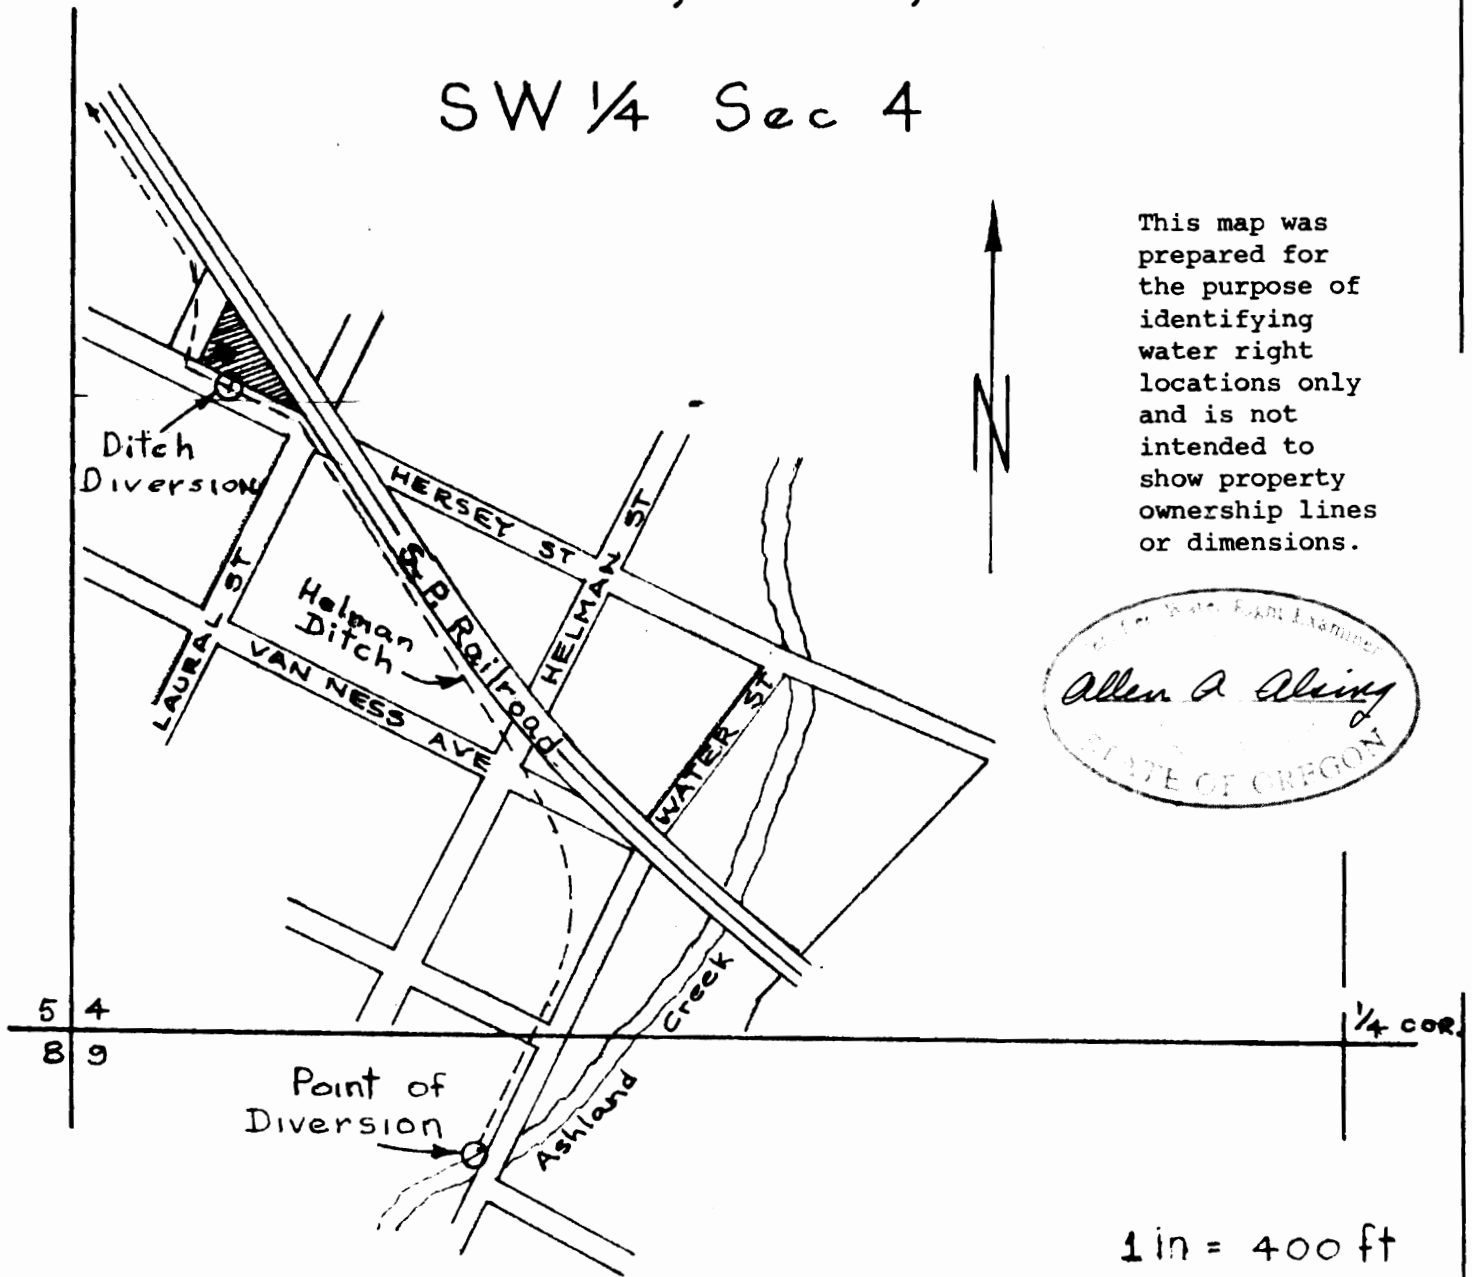 SW 1/4 Sec 4
This map was
prepared for
the purpose of
identifying
water right
locations only
and is not
intended to
show property
ownership lines
or dimensions.
N
Ditch
Diversion
HERSEY ST
HELMAN ST
S.P. Railroad
Helman
Ditch
LAURAL ST
VAN NESS AVE
WATER ST
Water Right Examiner
Allen A Alsing
STATE OF OREGON
Ashland Creek
5 4
8 9
1/4 COR.
Point of
Diversion
1 in = 400 ft